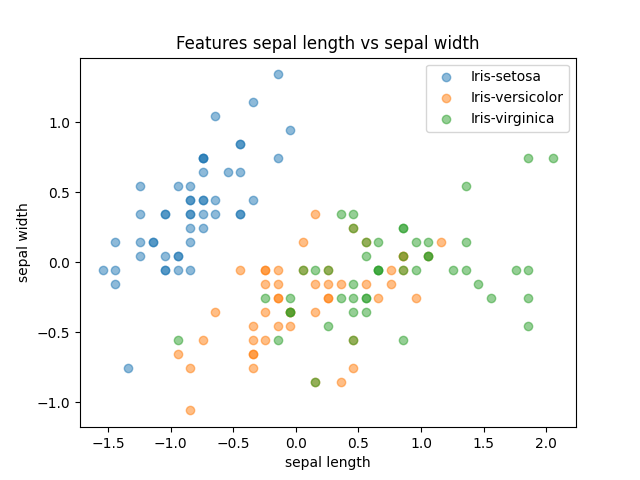 Features sepal length vs sepal width
Iris-setosa
Iris-versicolor
Iris-virginica
1.0
0.5
0.0
−0.5
−1.0
sepal width
−1.5
−1.0
−0.5
0.0
0.5
1.0
1.5
2.0
sepal length